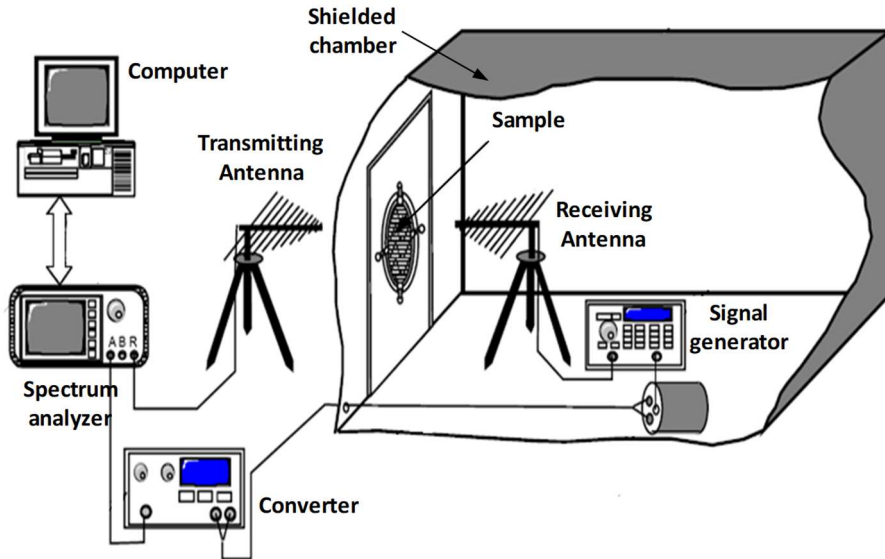 Shielded
chamber
Computer
Sample
Transmitting
Antenna
Receiving
Antenna
Signal
generator
A B R
Spectrum
analyzer
Converter